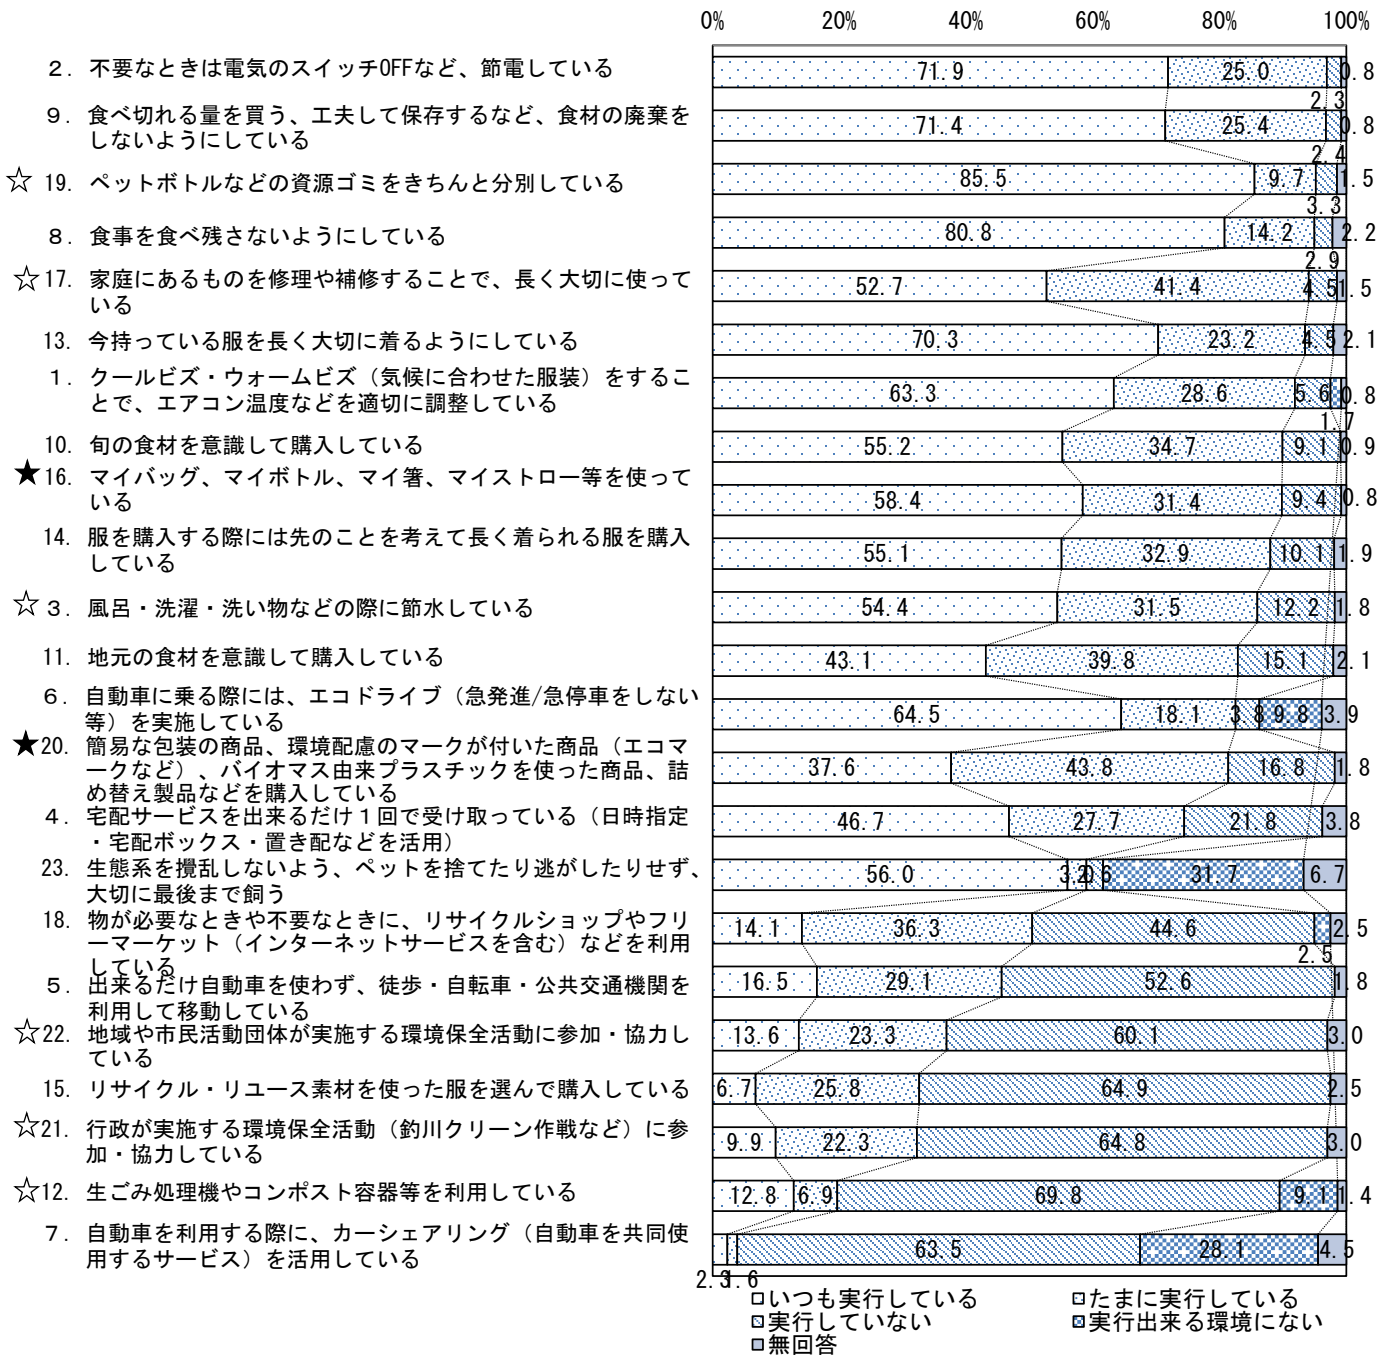 0% 20% 40% 60% 80% 100%
2. 不要なときは電気のスイッチOFFなど、節電している
71.9 25.0 2.3 0.8
9. 食べ切れる量を買う、工夫して保存するなど、食材の廃棄を
しないようにしている
71.4 25.4 2.4 0.8
☆ 19. ペットボトルなどの資源ゴミをきちんと分別している
85.5 9.7 3.3 1.5
8. 食事を食べ残さないようにしている
80.8 14.2 2.9 2.2
☆17. 家庭にあるものを修理や補修することで、長く大切に使って
いる
52.7 41.4 4.5 1.5
13. 今持っている服を長く大切に着るようにしている
70.3 23.2 4.5 2.1
1. クールビズ・ウォームビズ（気候に合わせた服装）をするこ
とで、エアコン温度などを適切に調整している
63.3 28.6 5.6 1.7 0.8
10. 旬の食材を意識して購入している
55.2 34.7 9.1 0.9
★16. マイバッグ、マイボトル、マイ箸、マイストロー等を使って
いる
58.4 31.4 9.4 0.8
14. 服を購入する際には先のことを考えて長く着られる服を購入
している
55.1 32.9 10.1 1.9
☆ 3. 風呂・洗濯・洗い物などの際に節水している
54.4 31.5 12.2 1.8
11. 地元の食材を意識して購入している
43.1 39.8 15.1 2.1
6. 自動車に乗る際には、エコドライブ（急発進/急停車をしない
等）を実施している
64.5 18.1 3.8 9.8 3.9
★20. 簡易な包装の商品、環境配慮のマークが付いた商品（エコマ
ークなど）、バイオマス由来プラスチックを使った商品、詰
め替え製品などを購入している
37.6 43.8 16.8 1.8
4. 宅配サービスを出来るだけ１回で受け取っている（日時指定
・宅配ボックス・置き配などを活用）
46.7 27.7 21.8 3.8
23. 生態系を攪乱しないよう、ペットを捨てたり逃がしたりせず、
大切に最後まで飼う
56.0 31.7 6.7
18. 物が必要なときや不要なときに、リサイクルショップやフリ
ーマーケット（インターネットサービスを含む）などを利用
している
14.1 36.3 44.6 2.5 2.5
5. 出来るだけ自動車を使わず、徒歩・自転車・公共交通機関を
利用して移動している
16.5 29.1 52.6 1.8
☆22. 地域や市民活動団体が実施する環境保全活動に参加・協力し
ている
13.6 23.3 60.1 3.0
15. リサイクル・リユース素材を使った服を選んで購入している
6.7 25.8 64.9 2.5
☆21. 行政が実施する環境保全活動（釣川クリーン作戦など）に参
加・協力している
9.9 22.3 64.8 3.0
☆12. 生ごみ処理機やコンポスト容器等を利用している
12.8 6.9 69.8 9.1 1.4
7. 自動車を利用する際に、カーシェアリング（自動車を共同使
用するサービス）を活用している
2.3 1.6 63.5 28.1 4.5
いつも実行している たまに実行している
実行していない 実行出来る環境にない
無回答